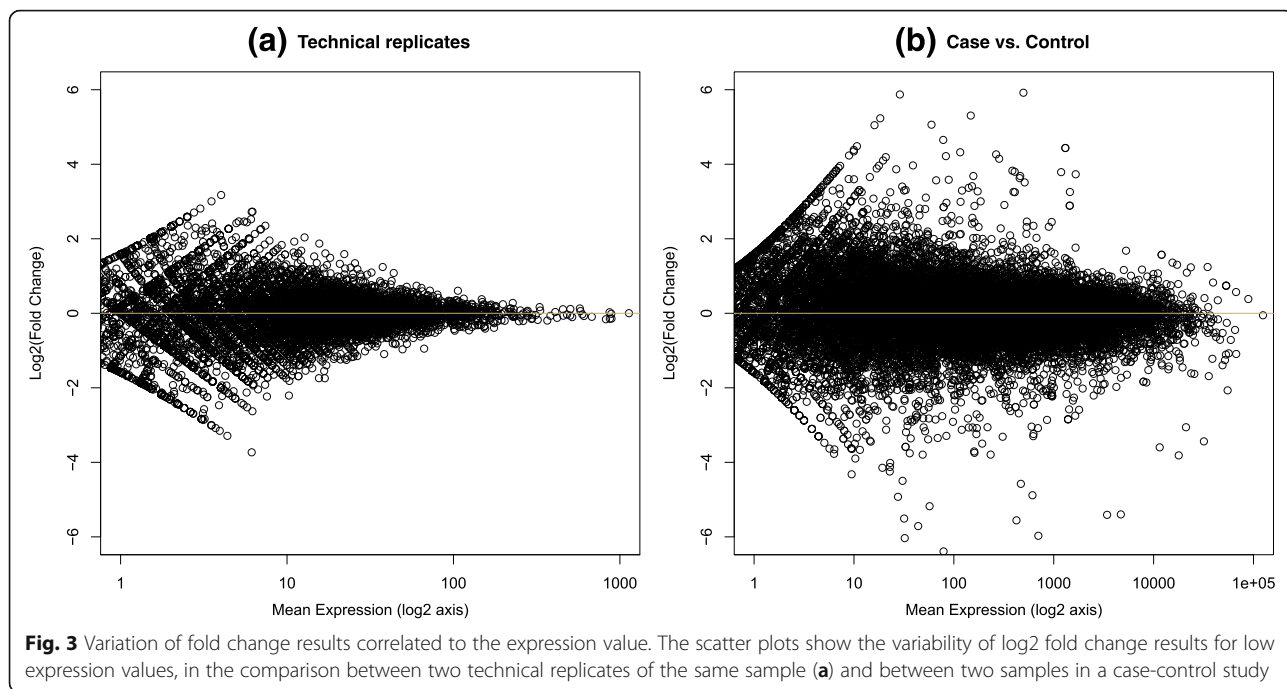 (a) Technical replicates
6
4
2
0
−2
−4
−6
Log2(Fold Change)
1 10 100 1000
Mean Expression (log2 axis)
(b) Case vs. Control
6
4
2
0
−2
−4
−6
Log2(Fold Change)
1 10 100 1000 10000 1e+05
Mean Expression (log2 axis)
Fig. 3 Variation of fold change results correlated to the expression value. The scatter plots show the variability of log2 fold change results for low
expression values, in the comparison between two technical replicates of the same sample (a) and between two samples in a case-control study